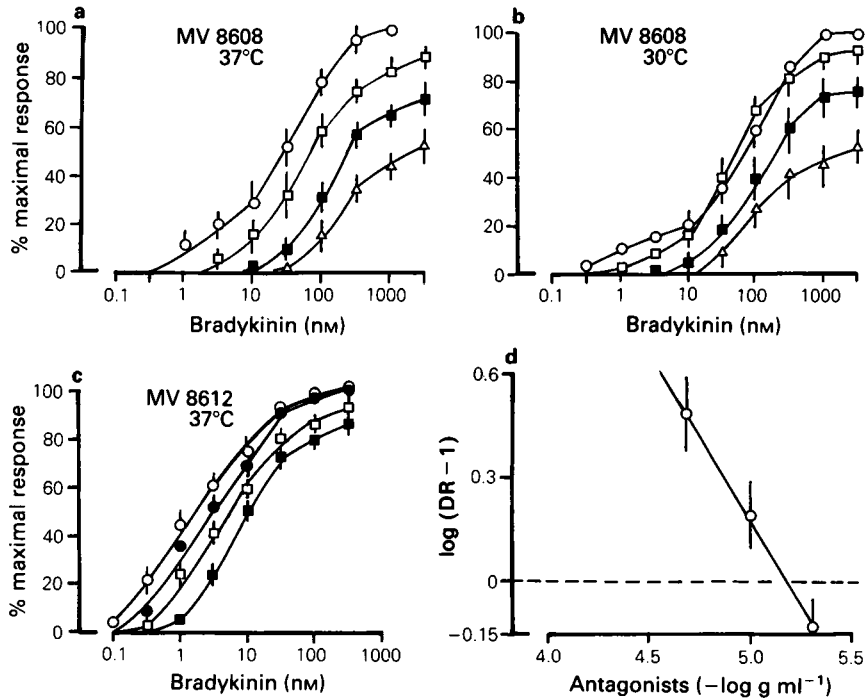 a
MV 8608
37°C
% maximal response
100
80
60
40
20
0
0.1 1 10 100 1000
Bradykinin (nM)
b
MV 8608
30°C
100
80
60
40
20
0
0.1 1 10 100 1000
Bradykinin (nM)
c
MV 8612
37°C
% maximal response
100
80
60
40
20
0
0.1 1 10 100 1000
Bradykinin (nM)
d
log (DR − 1)
0.6
0.3
0
−0.15
4.0 4.5 5.0 5.5
Antagonists (−log g ml⁻¹)